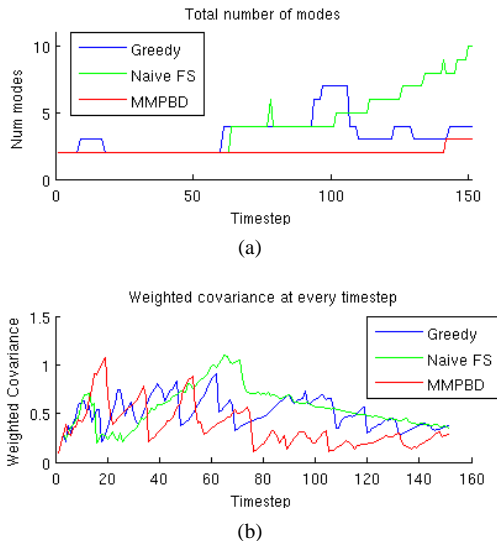 Total number of modes
10
5
0
Num modes
Greedy
Naive FS
MMPBD
0
50
100
150
Timestep
(a)
Weighted covariance at every timestep
1.5
1
0.5
0
Weighted Covariance
Greedy
Naive FS
MMPBD
0
20
40
60
80
100
120
140
160
Timestep
(b)